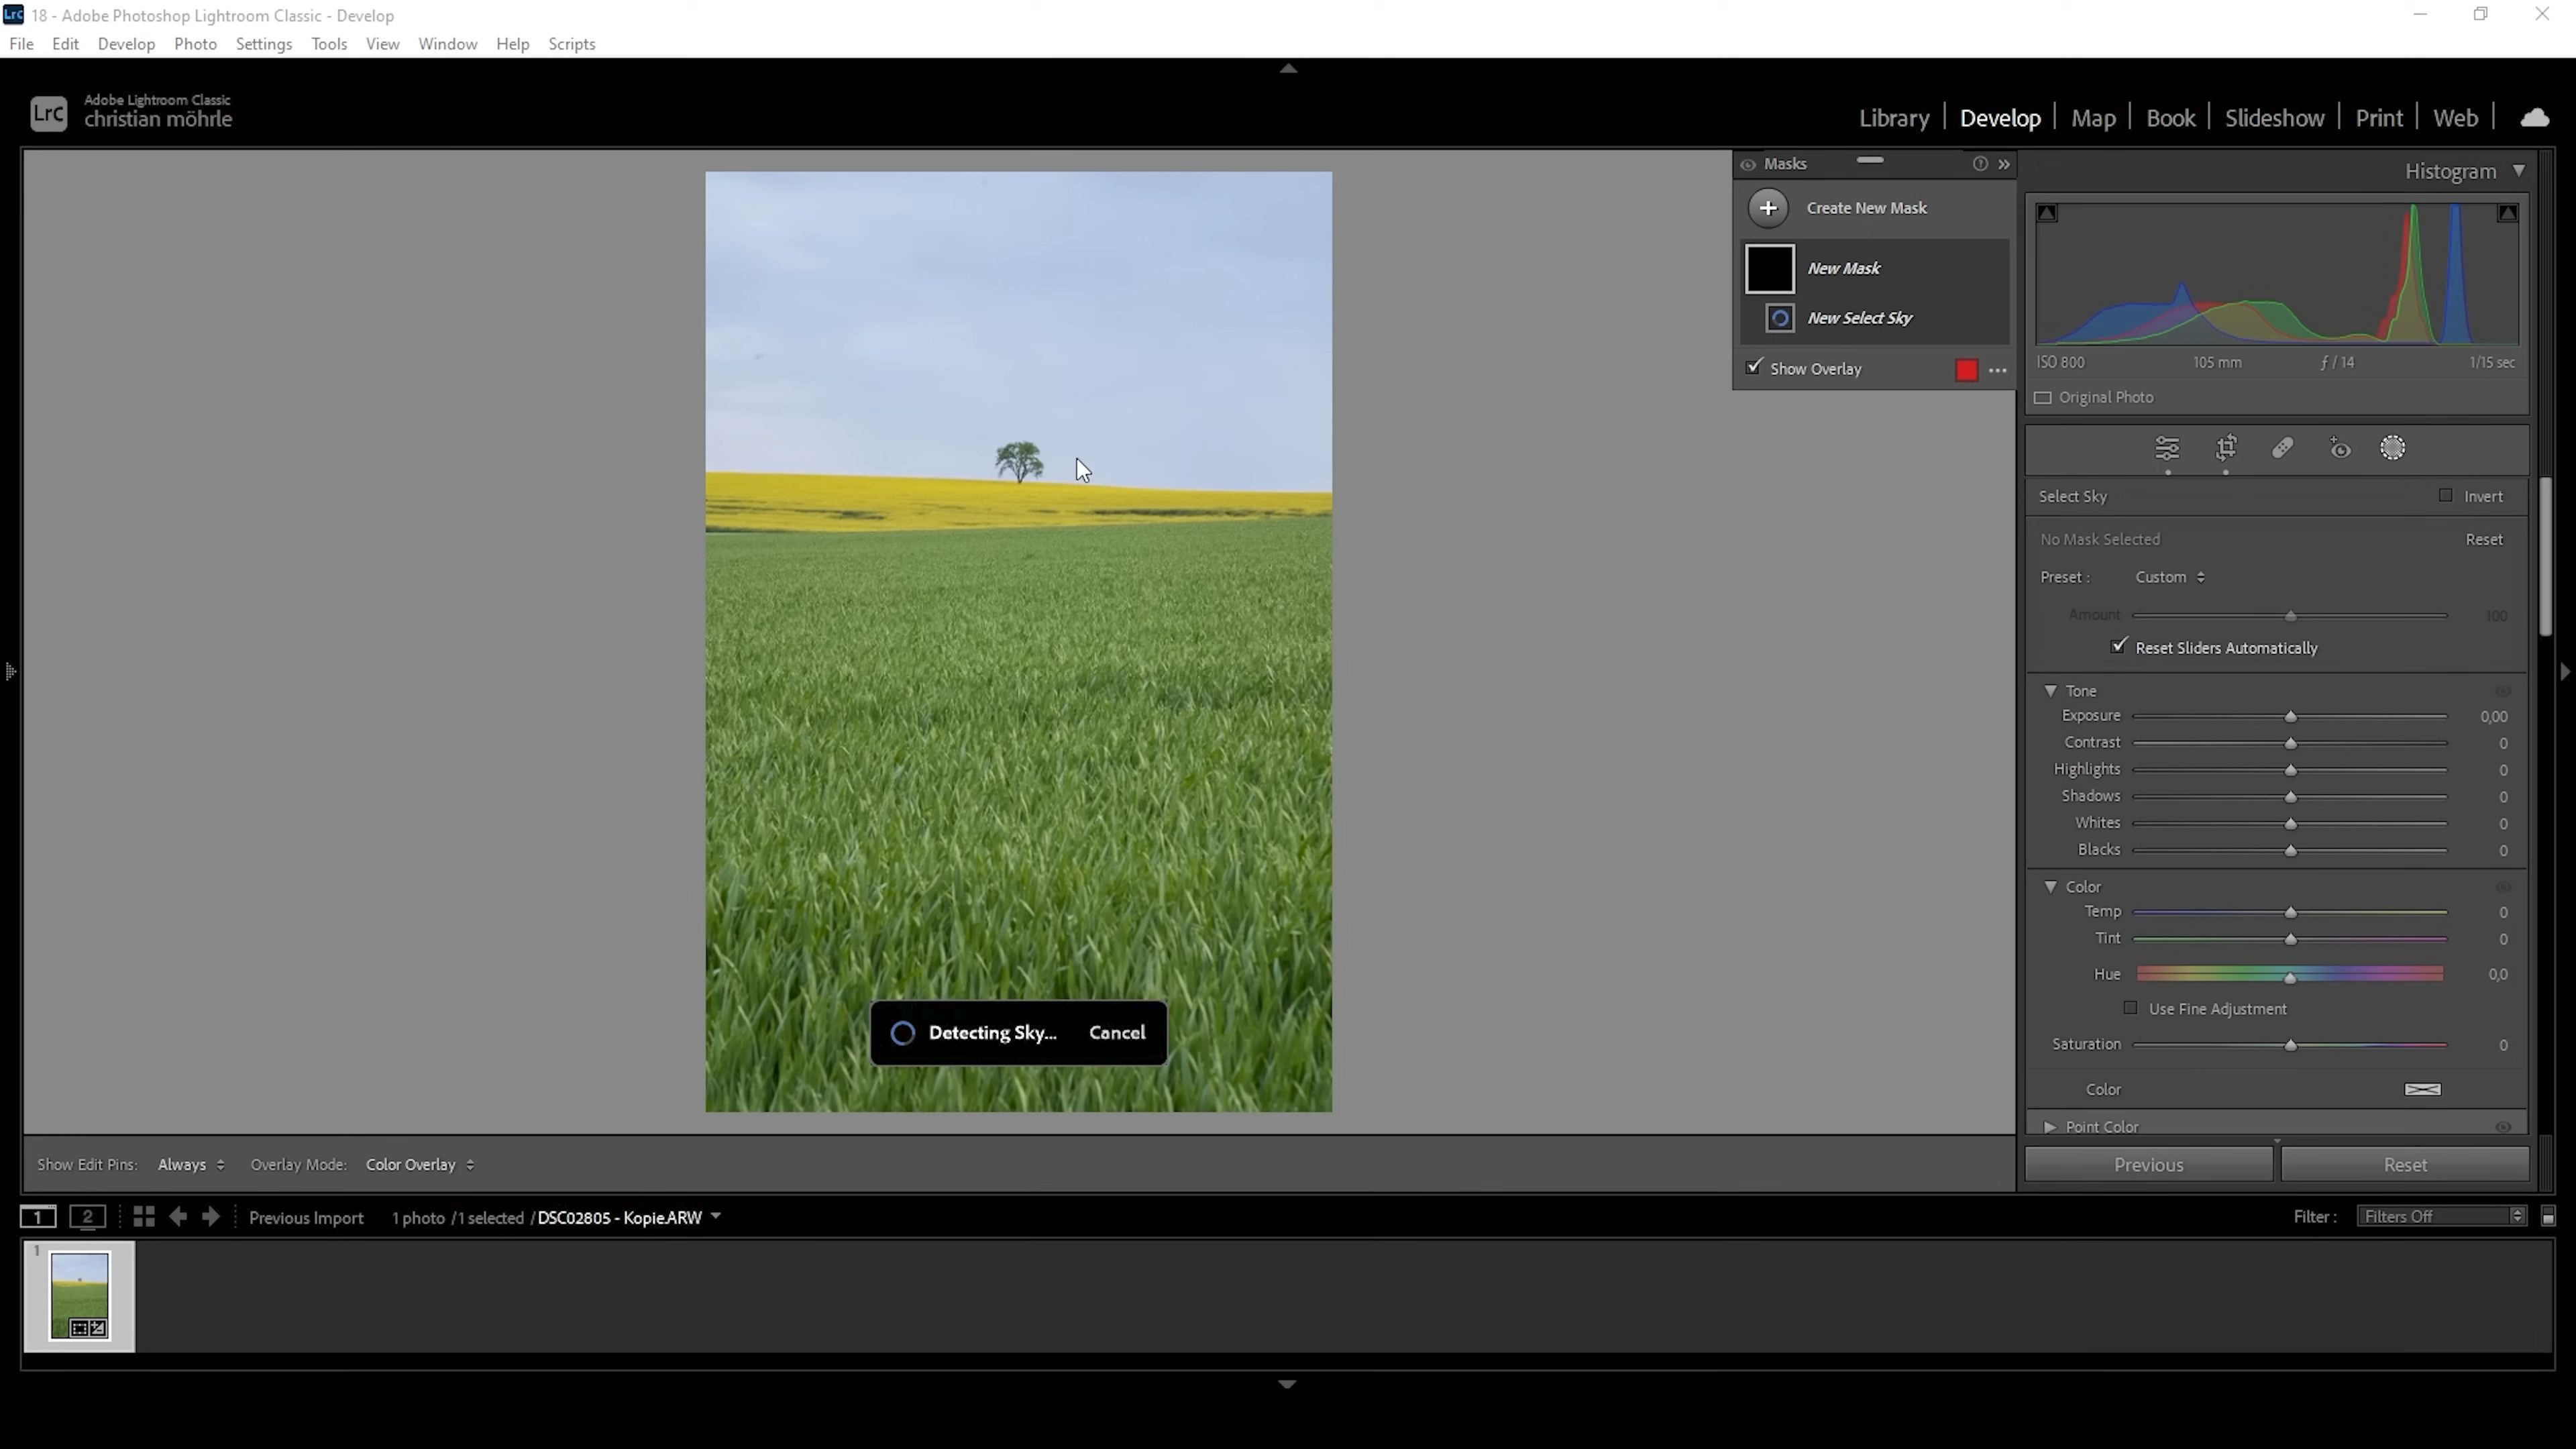 Lrc 18 - Adobe Photoshop Lightroom Classic - Develop
File Edit Develop Photo Settings Tools View Window Help Scripts
Lrc Adobe Lightroom Classic
christian möhrle
Library Develop Map Book Slideshow Print Web
Masks
Create New Mask
New Mask
New Select Sky
Show Overlay
Histogram
ISO 800 105 mm ƒ / 14 1/15 sec
Original Photo
Select Sky Invert
No Mask Selected Reset
Preset : Custom
Amount 100
Reset Sliders Automatically
Tone
Exposure 0,00
Contrast 0
Highlights 0
Shadows 0
Whites 0
Blacks 0
Color
Temp 0
Tint 0
Hue 0,0
Use Fine Adjustment
Saturation 0
Color
Point Color
Previous Reset
Detecting Sky... Cancel
Show Edit Pins: Always Overlay Mode: Color Overlay
1 2 Previous Import 1 photo / 1 selected / DSC02805 - Kopie.ARW Filter : Filters Off
1